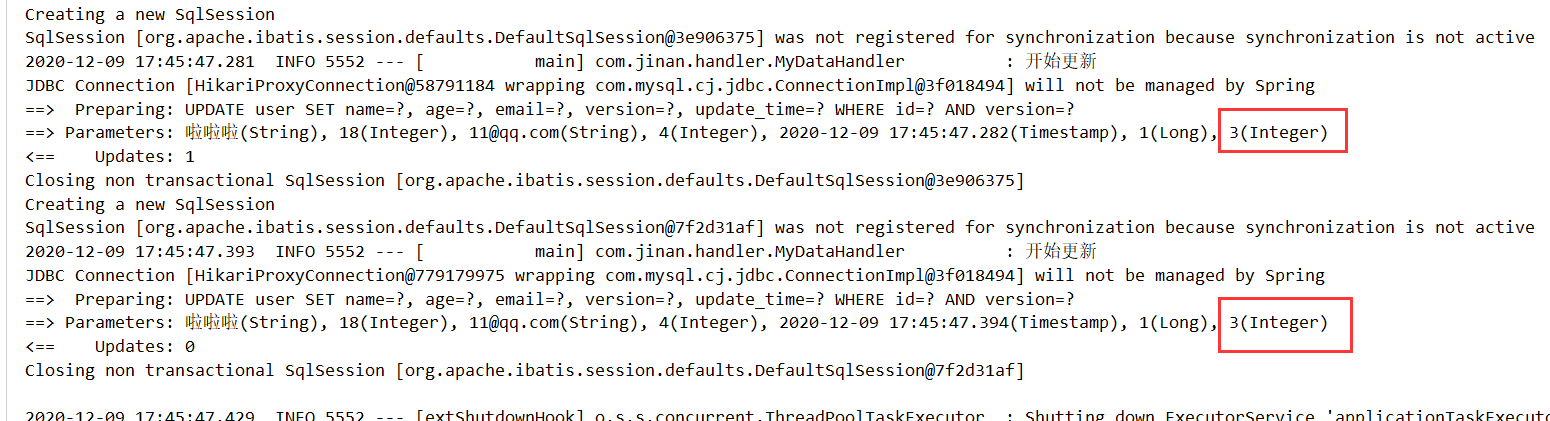 Creating a new SqlSession
SqlSession [org.apache.ibatis.session.defaults.DefaultSqlSession@3e906375] was not registered for synchronization because synchronization is not active
2020-12-09 17:45:47.281  INFO 5552 --- [           main] com.jinan.handler.MyDataHandler          : 开始更新
JDBC Connection [HikariProxyConnection@58791184 wrapping com.mysql.cj.jdbc.ConnectionImpl@3f018494] will not be managed by Spring
==>  Preparing: UPDATE user SET name=?, age=?, email=?, version=?, update_time=? WHERE id=? AND version=?
==> Parameters: 啦啦啦(String), 18(Integer), 11@qq.com(String), 4(Integer), 2020-12-09 17:45:47.282(Timestamp), 1(Long), 3(Integer)
<==    Updates: 1
Closing non transactional SqlSession [org.apache.ibatis.session.defaults.DefaultSqlSession@3e906375]
Creating a new SqlSession
SqlSession [org.apache.ibatis.session.defaults.DefaultSqlSession@7f2d31af] was not registered for synchronization because synchronization is not active
2020-12-09 17:45:47.393  INFO 5552 --- [           main] com.jinan.handler.MyDataHandler          : 开始更新
JDBC Connection [HikariProxyConnection@779179975 wrapping com.mysql.cj.jdbc.ConnectionImpl@3f018494] will not be managed by Spring
==>  Preparing: UPDATE user SET name=?, age=?, email=?, version=?, update_time=? WHERE id=? AND version=?
==> Parameters: 啦啦啦(String), 18(Integer), 11@qq.com(String), 4(Integer), 2020-12-09 17:45:47.394(Timestamp), 1(Long), 3(Integer)
<==    Updates: 0
Closing non transactional SqlSession [org.apache.ibatis.session.defaults.DefaultSqlSession@7f2d31af]
2020-12-09 17:45:47.429  INFO 5552 --- [extShutdownHook] o.s.s.concurrent.ThreadPoolTaskExecutor  : Shutting down ExecutorService 'applicationTaskExecuto